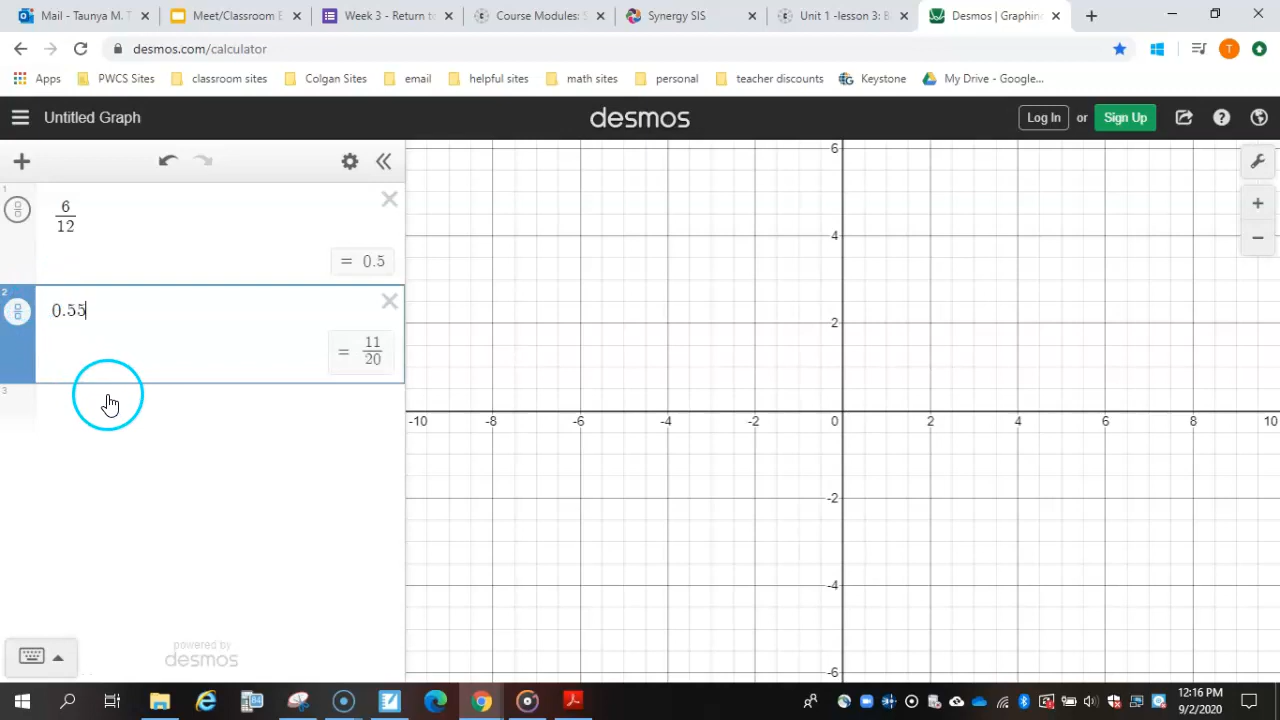 Mail - Taunya M. T
Meet/Classroom E
Week 3 - Return to
Course Modules: S
Synergy SIS
Unit 1 -lesson 3: B
Desmos | Graphin
desmos.com/calculator
T
Apps
PWCS Sites
classroom sites
Colgan Sites
email
helpful sites
math sites
personal
teacher discounts
Keystone
My Drive - Google...
Untitled Graph
desmos
Log In or Sign Up
1
6
12
= 0.5
2
0.55
= 11
20
3
powered by
desmos
6
4
2
-10 -8 -6 -4 -2 0 2 4 6 8 10
-2
-4
-6
12:16 PM
9/2/2020